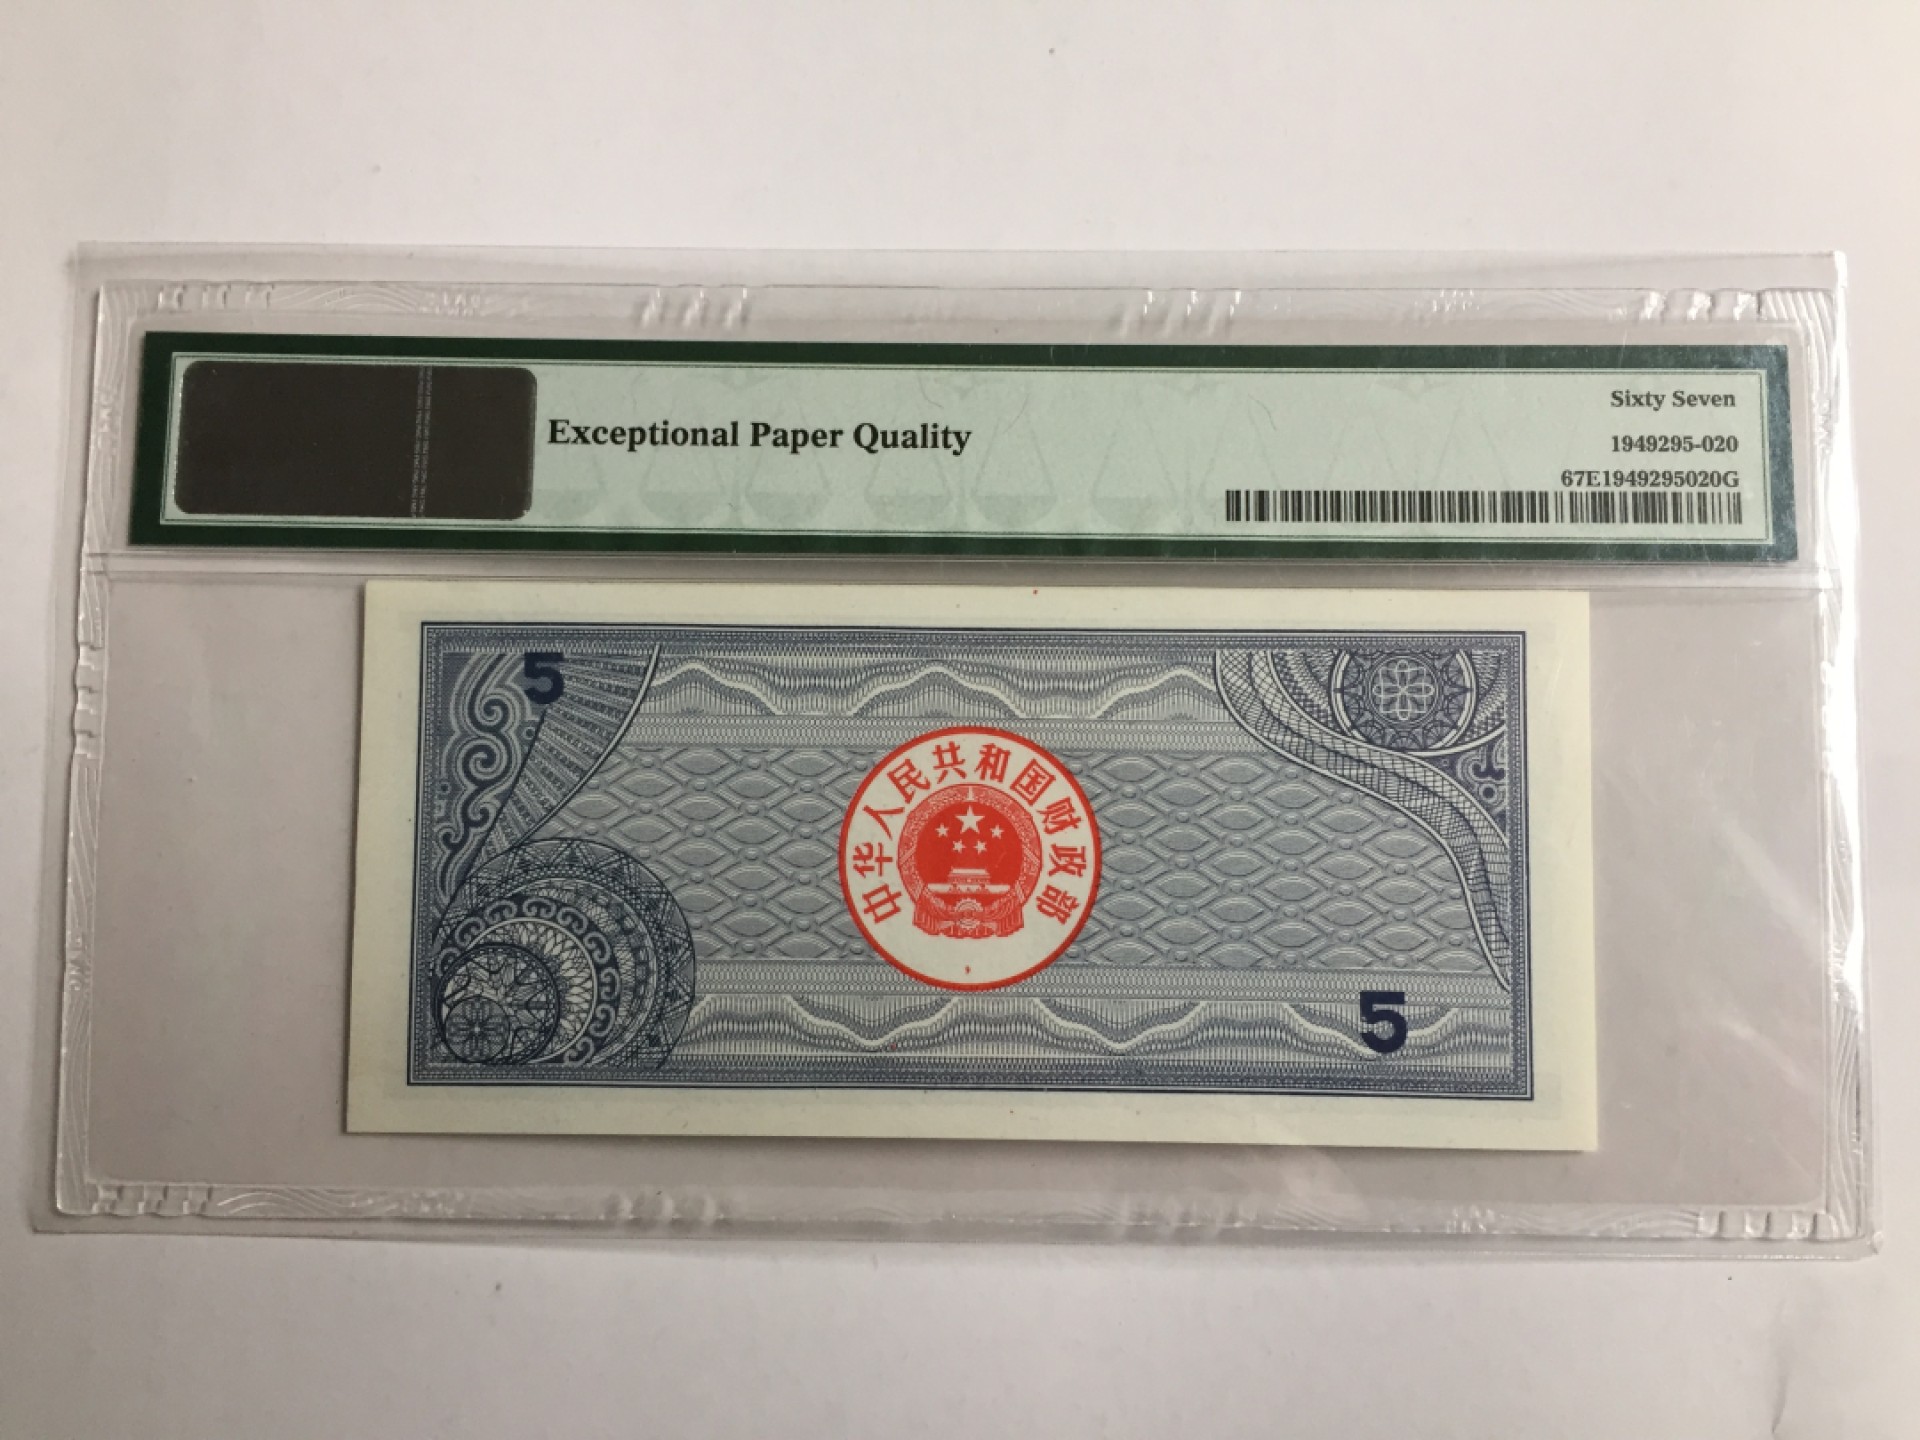 Exceptional Paper Quality
Sixty Seven
1949295-020
67E1949295020G
5
中华人民共和国财政部
5